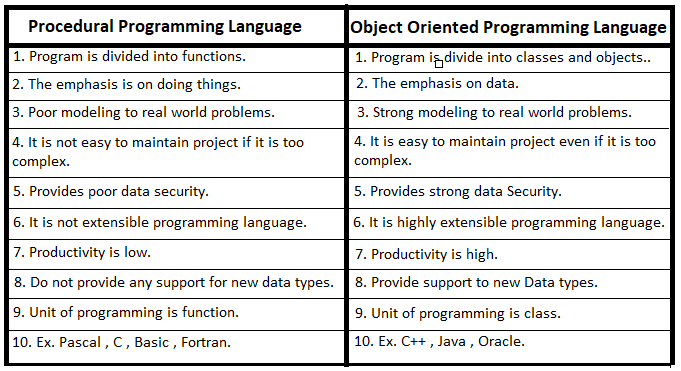 Procedural Programming Language
Object Oriented Programming Language
1. Program is divided into functions.
1. Program is divide into classes and objects..
2. The emphasis is on doing things.
2. The emphasis on data.
3. Poor modeling to real world problems.
3. Strong modeling to real world problems.
4. It is not easy to maintain project if it is too
complex.
4. It is easy to maintain project even if it is too
complex.
5. Provides poor data security.
5. Provides strong data Security.
6. It is not extensible programming language.
6. It is highly extensible programming language.
7. Productivity is low.
7. Productivity is high.
8. Do not provide any support for new data types.
8. Provide support to new Data types.
9. Unit of programming is function.
9. Unit of programming is class.
10. Ex. Pascal , C , Basic , Fortran.
10. Ex. C++ , Java , Oracle.